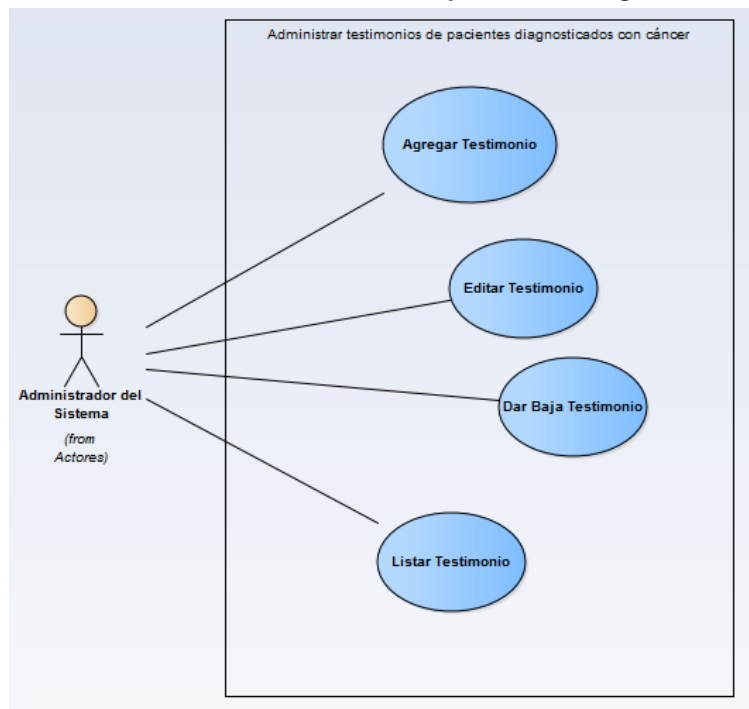 Administrar testimonios de pacientes diagnosticados con cáncer
Agregar Testimonio
Editar Testimonio
Administrador del
Sistema
(from
Actores)
Dar Baja Testimonio
Listar Testimonio